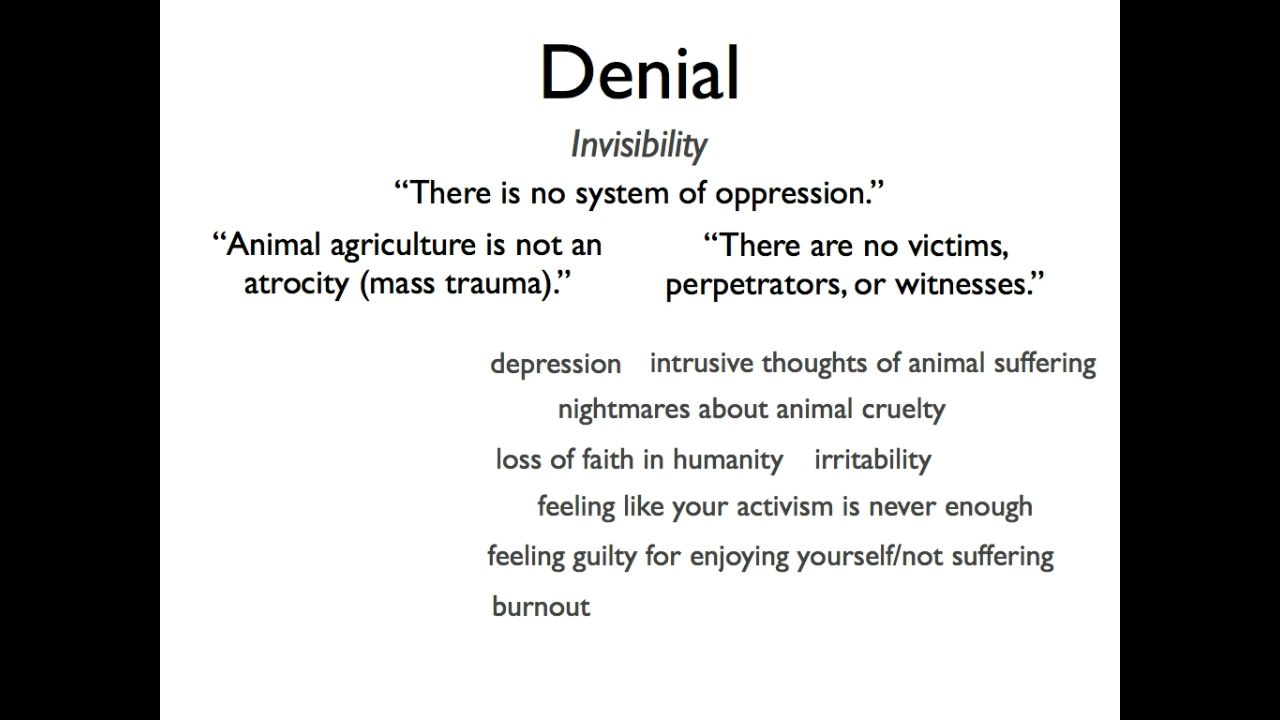 Denial
Invisibility
“There is no system of oppression.”
“Animal agriculture is not an
atrocity (mass trauma).”
“There are no victims,
perpetrators, or witnesses.”
depression intrusive thoughts of animal suffering
nightmares about animal cruelty
loss of faith in humanity irritability
feeling like your activism is never enough
feeling guilty for enjoying yourself/not suffering
burnout